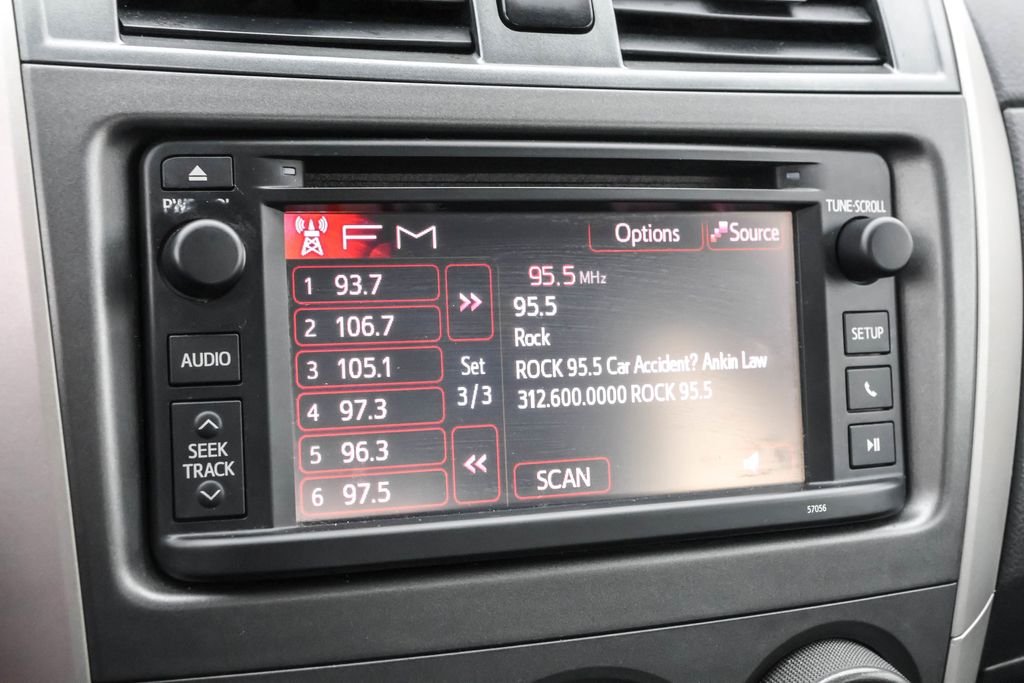 PWR VOL
TUNE·SCROLL
FM
Options
Source
1 93.7
2 106.7
3 105.1
4 97.3
5 96.3
6 97.5
Set
3/3
95.5 MHz
95.5
Rock
ROCK 95.5 Car Accident? Ankin Law
312.600.0000 ROCK 95.5
SCAN
AUDIO
SEEK
TRACK
SETUP
57056